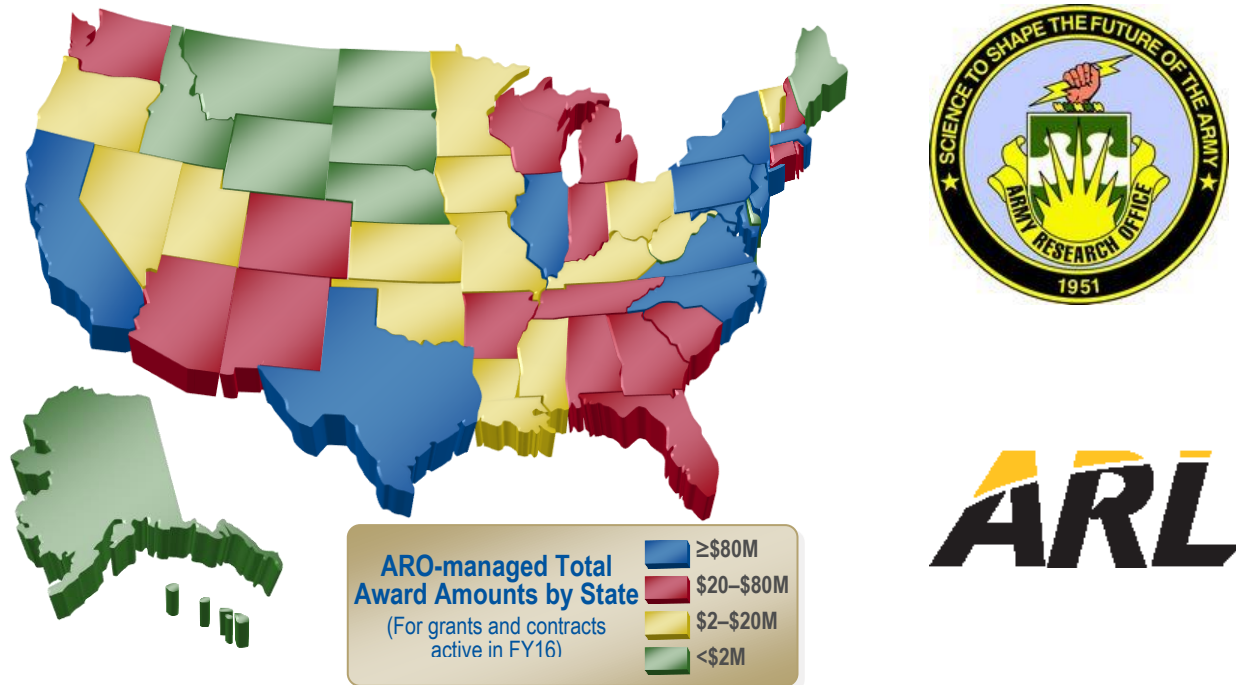 ★ SCIENCE TO SHAPE THE FUTURE OF THE ARMY ★
ARMY RESEARCH OFFICE
1951
ARL
ARO-managed Total
Award Amounts by State
(For grants and contracts
active in FY16)
≥$80M
$20–$80M
$2–$20M
<$2M